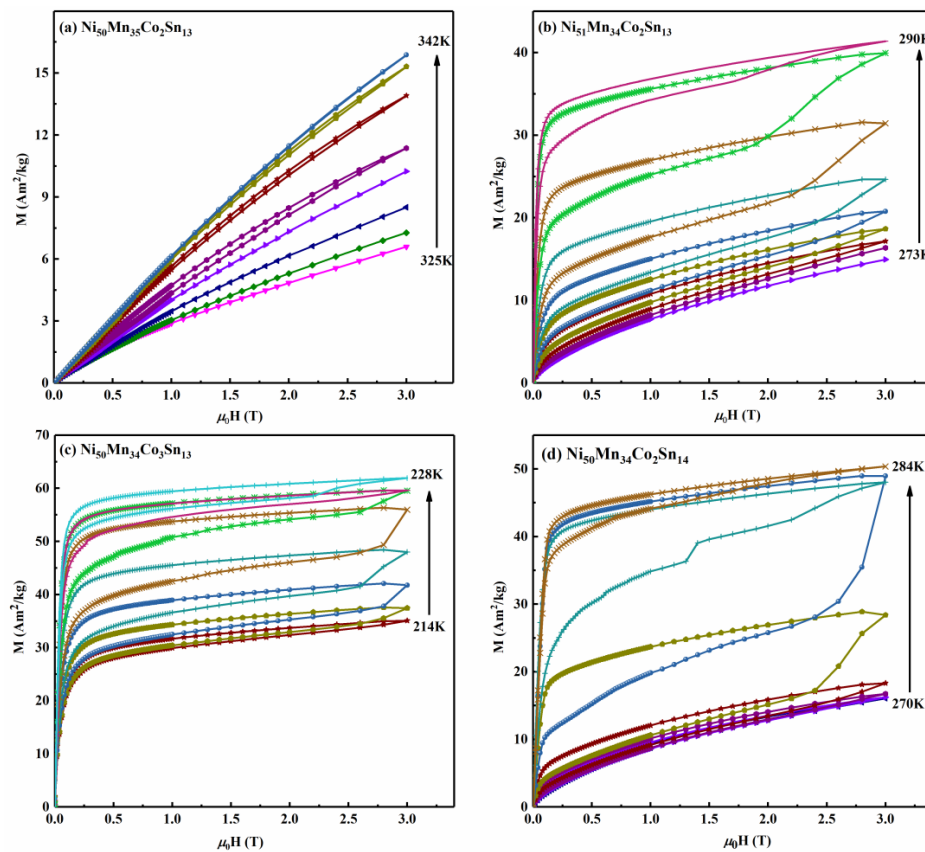 (a) Ni₅₀Mn₃₅Co₂Sn₁₃
342K
325K
M (Am²/kg)
15
12
9
6
3
0
0.0 0.5 1.0 1.5 2.0 2.5 3.0
μ₀H (T)
(b) Ni₅₁Mn₃₄Co₂Sn₁₃
290K
273K
M (Am²/kg)
40
30
20
10
0
0.0 0.5 1.0 1.5 2.0 2.5 3.0
μ₀H (T)
(c) Ni₅₀Mn₃₄Co₃Sn₁₃
228K
214K
M (Am²/kg)
70
60
50
40
30
20
10
0
0.0 0.5 1.0 1.5 2.0 2.5 3.0
μ₀H (T)
(d) Ni₅₀Mn₃₄Co₂Sn₁₄
284K
270K
M (Am²/kg)
50
40
30
20
10
0
0.0 0.5 1.0 1.5 2.0 2.5 3.0
μ₀H (T)